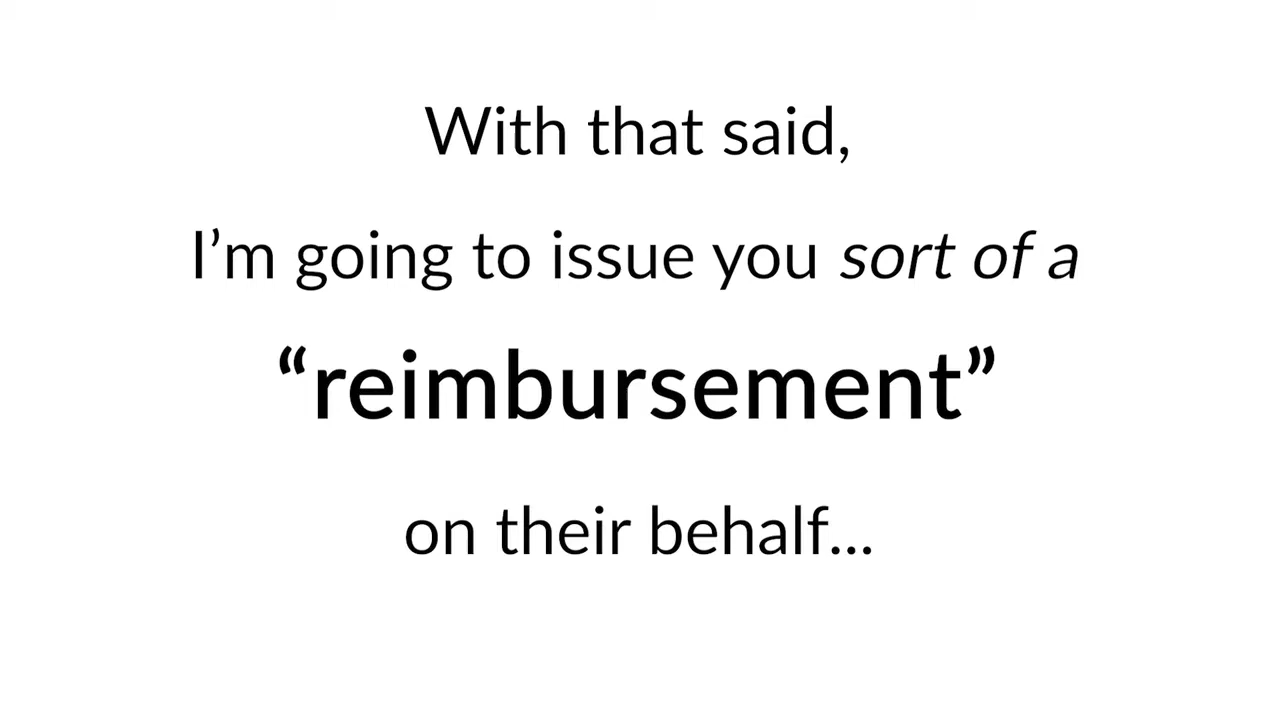 With that said,
I’m going to issue you sort of a
“reimbursement”
on their behalf...